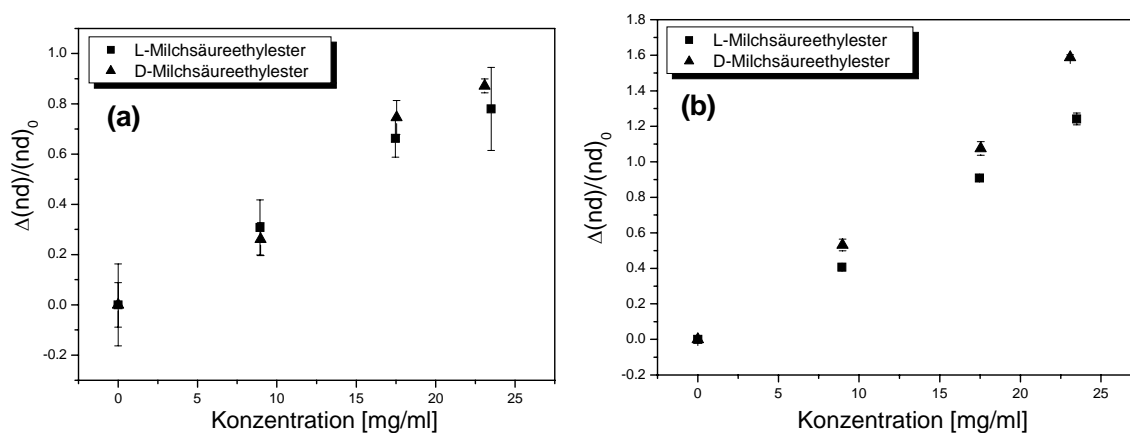 L-Milchsäureethylester
D-Milchsäureethylester
(a)
1.0
0.8
0.6
0.4
0.2
0.0
-0.2
Δ(nd)/(nd)₀
0 5 10 15 20 25
Konzentration [mg/ml]
L-Milchsäureethylester
D-Milchsäureethylester
(b)
1.8
1.6
1.4
1.2
1.0
0.8
0.6
0.4
0.2
0.0
-0.2
Δ(nd)/(nd)₀
0 5 10 15 20 25
Konzentration [mg/ml]